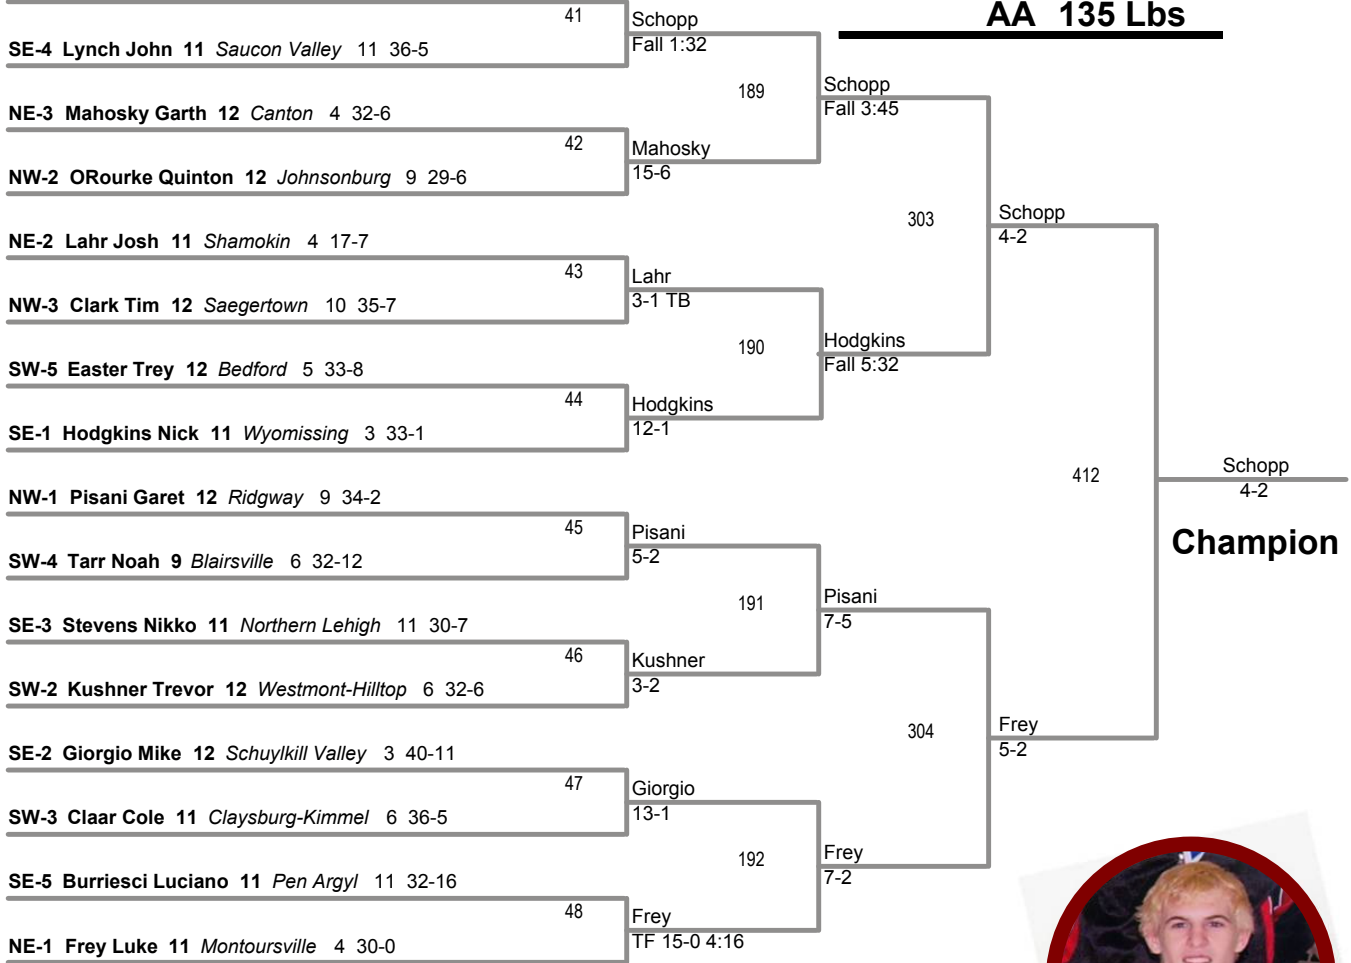 AA 135 Lbs
41
Schopp
Fall 1:32
SE-4 Lynch John 11 Saucon Valley 11 36-5
189
Schopp
Fall 3:45
NE-3 Mahosky Garth 12 Canton 4 32-6
42
Mahosky
15-6
NW-2 ORourke Quinton 12 Johnsonburg 9 29-6
303
Schopp
4-2
NE-2 Lahr Josh 11 Shamokin 4 17-7
43
Lahr
3-1 TB
NW-3 Clark Tim 12 Saegertown 10 35-7
190
Hodgkins
Fall 5:32
SW-5 Easter Trey 12 Bedford 5 33-8
44
Hodgkins
12-1
SE-1 Hodgkins Nick 11 Wyomissing 3 33-1
412
Schopp
4-2
Champion
NW-1 Pisani Garet 12 Ridgway 9 34-2
45
Pisani
5-2
SW-4 Tarr Noah 9 Blairsville 6 32-12
191
Pisani
7-5
SE-3 Stevens Nikko 11 Northern Lehigh 11 30-7
46
Kushner
3-2
SW-2 Kushner Trevor 12 Westmont-Hilltop 6 32-6
304
Frey
5-2
SE-2 Giorgio Mike 12 Schuylkill Valley 3 40-11
47
Giorgio
13-1
SW-3 Claar Cole 11 Claysburg-Kimmel 6 36-5
192
Frey
7-2
SE-5 Burriesci Luciano 11 Pen Argyl 11 32-16
48
Frey
TF 15-0 4:16
NE-1 Frey Luke 11 Montoursville 4 30-0